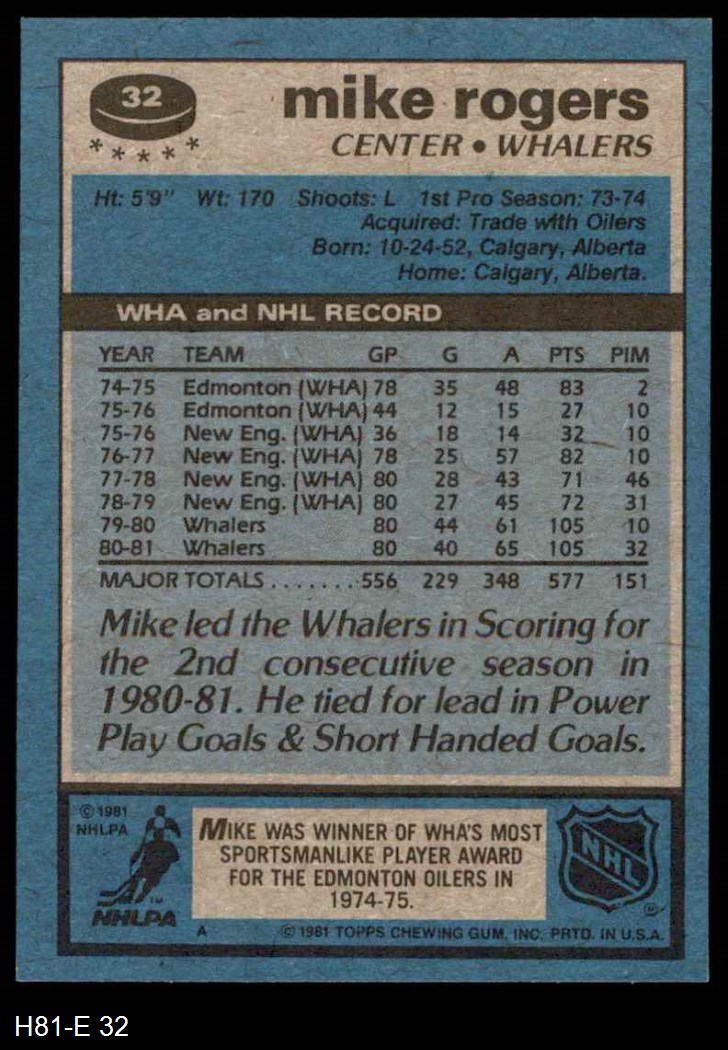 32
mike rogers
CENTER • WHALERS
Ht: 5'9" Wt: 170 Shoots: L 1st Pro Season: 73-74
Acquired: Trade with Oilers
Born: 10-24-52, Calgary, Alberta
Home: Calgary, Alberta.
WHA and NHL RECORD
YEAR TEAM GP G A PTS PIM
74-75 Edmonton (WHA) 78 35 48 83 2
75-76 Edmonton (WHA) 44 12 15 27 10
75-76 New Eng. (WHA) 36 18 14 32 10
76-77 New Eng. (WHA) 78 25 57 82 10
77-78 New Eng. (WHA) 80 28 43 71 46
78-79 New Eng. (WHA) 80 27 45 72 31
79-80 Whalers 80 44 61 105 10
80-81 Whalers 80 40 65 105 32
MAJOR TOTALS ....... 556 229 348 577 151
Mike led the Whalers in Scoring for
the 2nd consecutive season in
1980-81. He tied for lead in Power
Play Goals & Short Handed Goals.
© 1981
NHLPA
TM
NHLPA
MIKE WAS WINNER OF WHA'S MOST
SPORTSMANLIKE PLAYER AWARD
FOR THE EDMONTON OILERS IN
1974-75.
NHL
A © 1981 TOPPS CHEWING GUM, INC. PRTD. IN U.S.A.
H81-E 32